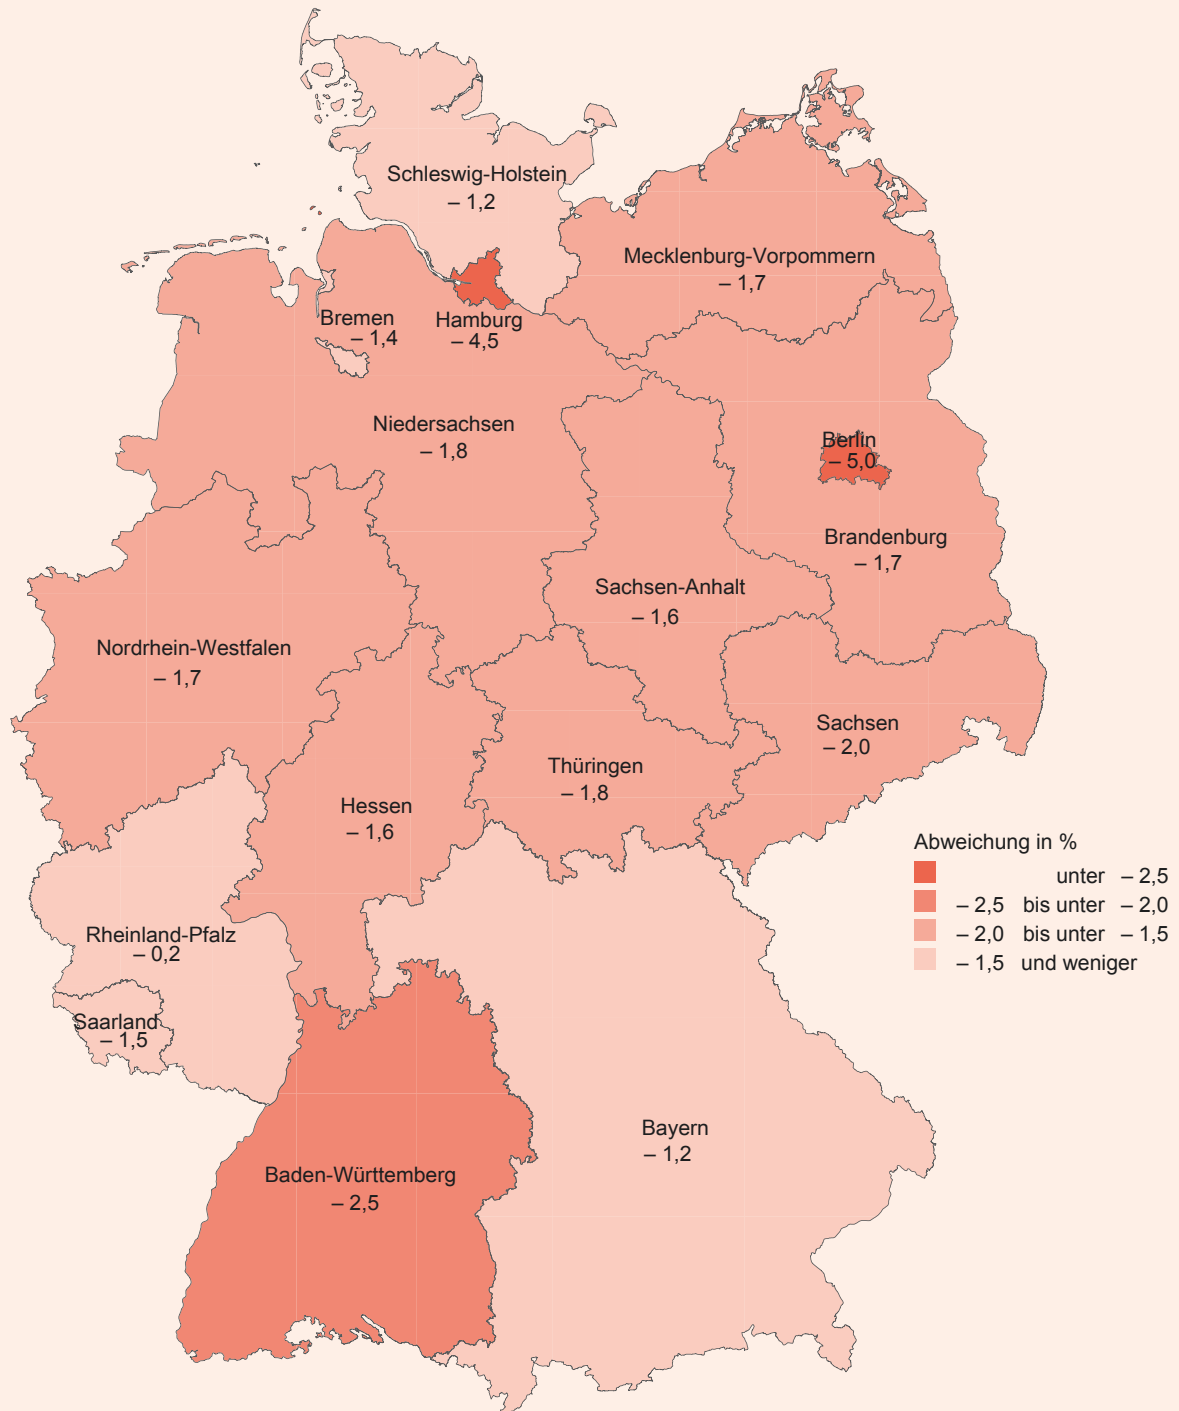 Schleswig-Holstein
– 1,2
Mecklenburg-Vorpommern
– 1,7
Bremen
– 1,4
Hamburg
– 4,5
Niedersachsen
– 1,8
Berlin
– 5,0
Brandenburg
– 1,7
Sachsen-Anhalt
– 1,6
Nordrhein-Westfalen
– 1,7
Sachsen
– 2,0
Thüringen
– 1,8
Hessen
– 1,6
Abweichung in %
unter – 2,5
– 2,5 bis unter – 2,0
– 2,0 bis unter – 1,5
– 1,5 und weniger
Rheinland-Pfalz
– 0,2
Saarland
– 1,5
Bayern
– 1,2
Baden-Württemberg
– 2,5